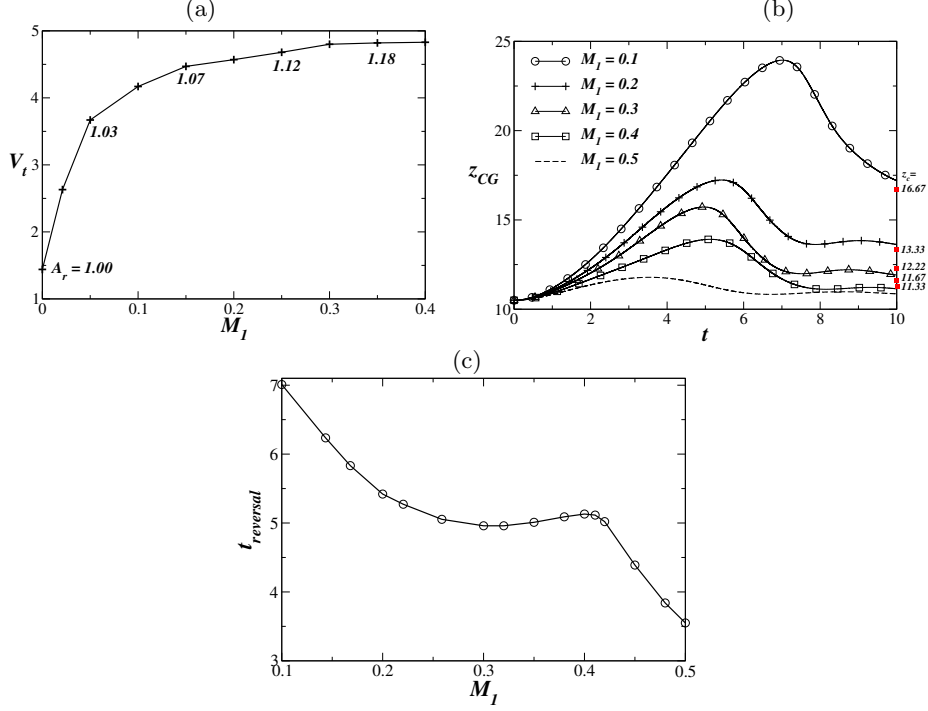 (a)
5
4
3
2
1
V_t
A_r = 1.00
1.03
1.07
1.12
1.18
0
0.1
0.2
0.3
0.4
M_1
(b)
25
20
15
10
z_CG
M_1 = 0.1
M_1 = 0.2
M_1 = 0.3
M_1 = 0.4
M_1 = 0.5
z_c=
16.67
13.33
12.22
11.67
11.33
0
2
4
6
8
10
t
(c)
7
6
5
4
3
t_reversal
0.1
0.2
0.3
0.4
0.5
M_1